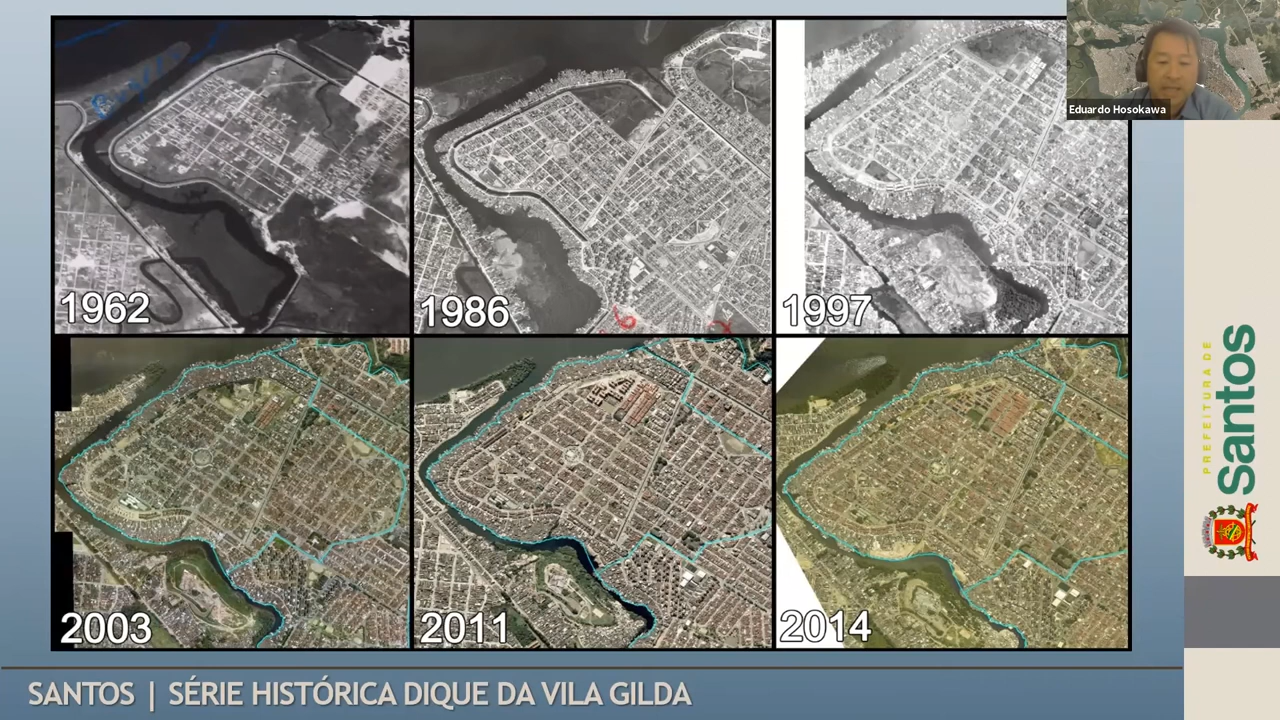 Eduardo Hosokawa
1962
1986
1997
2003
2011
2014
PREFEITURA DE
Santos
SANTOS | SÉRIE HISTÓRICA DIQUE DA VILA GILDA